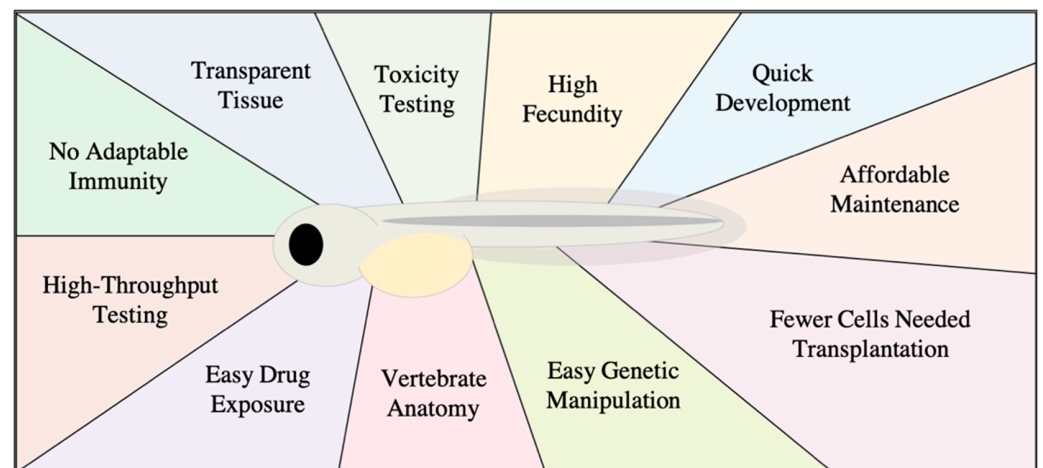 Transparent
Tissue
Toxicity
Testing
High
Fecundity
Quick
Development
No Adaptable
Immunity
Affordable
Maintenance
High-Throughput
Testing
Fewer Cells Needed
Transplantation
Easy Drug
Exposure
Vertebrate
Anatomy
Easy Genetic
Manipulation